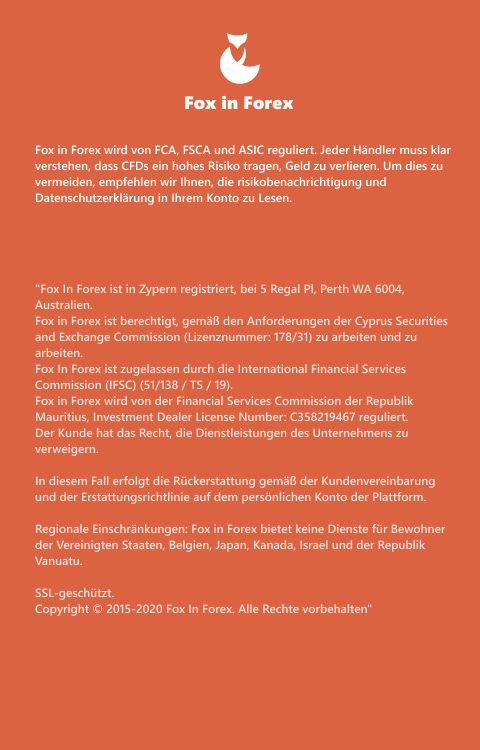 Fox in Forex
Fox in Forex wird von FCA, FSCA und ASIC reguliert. Jeder Händler muss klar
verstehen, dass CFDs ein hohes Risiko tragen, Geld zu verlieren. Um dies zu
vermeiden, empfehlen wir Ihnen, die risikobenachrichtigung und
Datenschutzerklärung in Ihrem Konto zu Lesen.
"Fox In Forex ist in Zypern registriert, bei 5 Regal Pl, Perth WA 6004,
Australien.
Fox in Forex ist berechtigt, gemäß den Anforderungen der Cyprus Securities
and Exchange Commission (Lizenznummer: 178/31) zu arbeiten und zu
arbeiten.
Fox In Forex ist zugelassen durch die International Financial Services
Commission (IFSC) (51/138 / TS / 19).
Fox in Forex wird von der Financial Services Commission der Republik
Mauritius, Investment Dealer License Number: C358219467 reguliert.
Der Kunde hat das Recht, die Dienstleistungen des Unternehmens zu
verweigern.
In diesem Fall erfolgt die Rückerstattung gemäß der Kundenvereinbarung
und der Erstattungsrichtlinie auf dem persönlichen Konto der Plattform.
Regionale Einschränkungen: Fox in Forex bietet keine Dienste für Bewohner
der Vereinigten Staaten, Belgien, Japan, Kanada, Israel und der Republik
Vanuatu.
SSL-geschützt.
Copyright © 2015-2020 Fox In Forex. Alle Rechte vorbehalten"